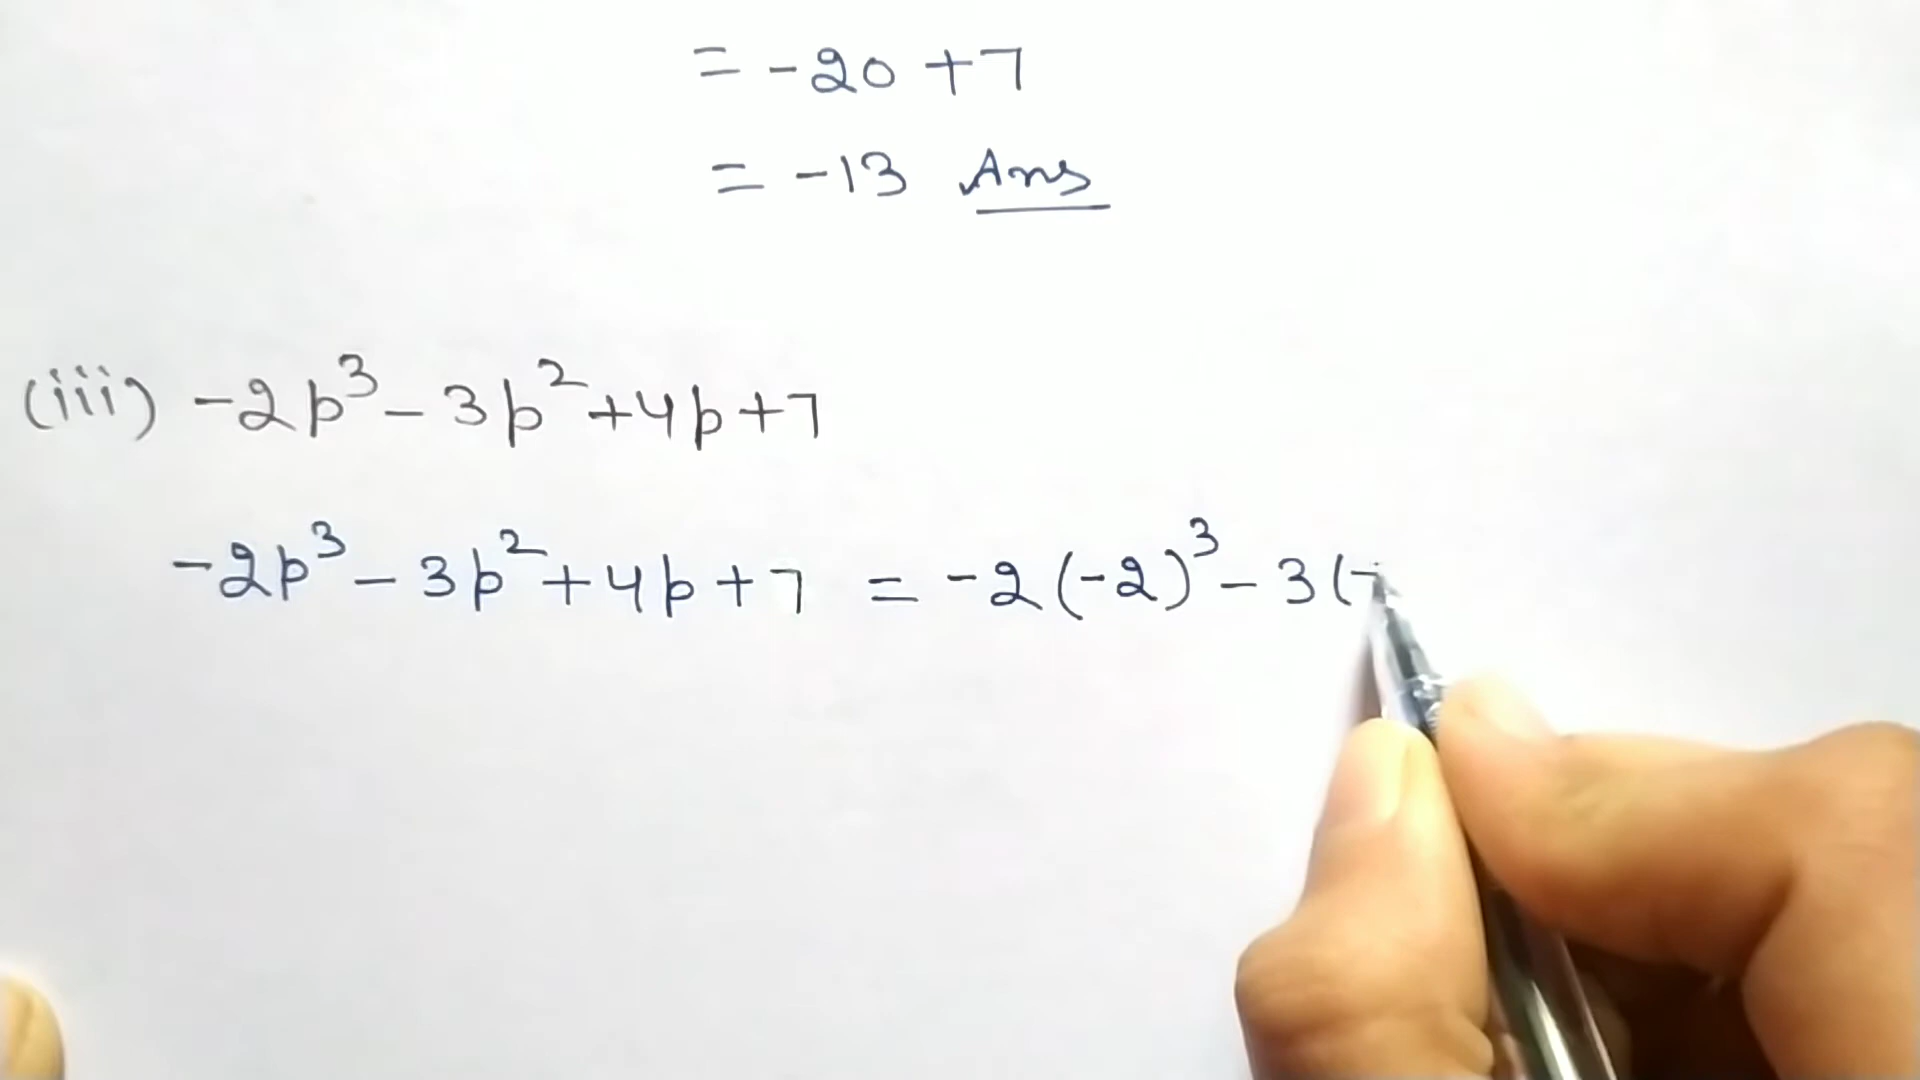 = -20 +7
= -13 Ans
(iii) -2p³ - 3p² + 4p + 7
-2p³ - 3p² + 4p + 7 = -2(-2)³ - 3(-